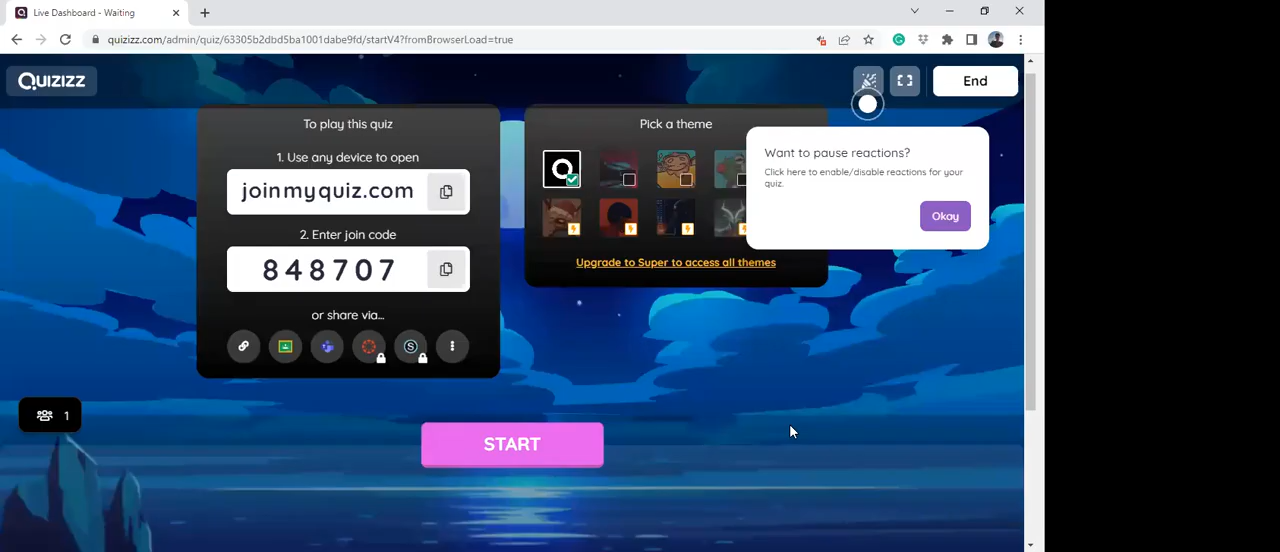 Live Dashboard - Waiting
quizizz.com/admin/quiz/63305b2dbd5ba1001dabe9fd/startV4?fromBrowserLoad=true
Quizizz
End
To play this quiz
1. Use any device to open
joinmyquiz.com
2. Enter join code
848707
or share via...
Pick a theme
Upgrade to Super to access all themes
Want to pause reactions?
Click here to enable/disable reactions for your
quiz.
Okay
1
START